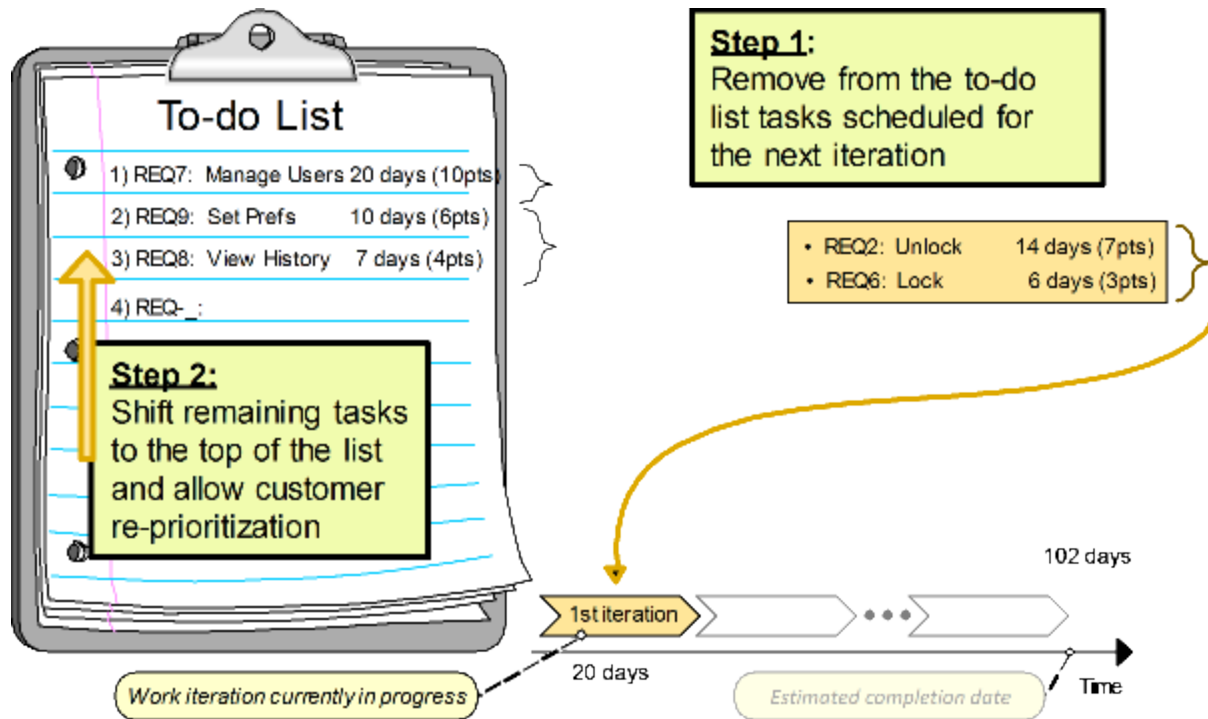 To-do List
1) REQ7: Manage Users 20 days (10pts)
2) REQ9: Set Prefs 10 days (6pts)
3) REQ8: View History 7 days (4pts)
4) REQ-_:
Step 2:
Shift remaining tasks
to the top of the list
and allow customer
re-prioritization
Step 1:
Remove from the to-do
list tasks scheduled for
the next iteration
• REQ2: Unlock 14 days (7pts)
• REQ6: Lock 6 days (3pts)
102 days
1st iteration
20 days
Time
Work iteration currently in progress
Estimated completion date